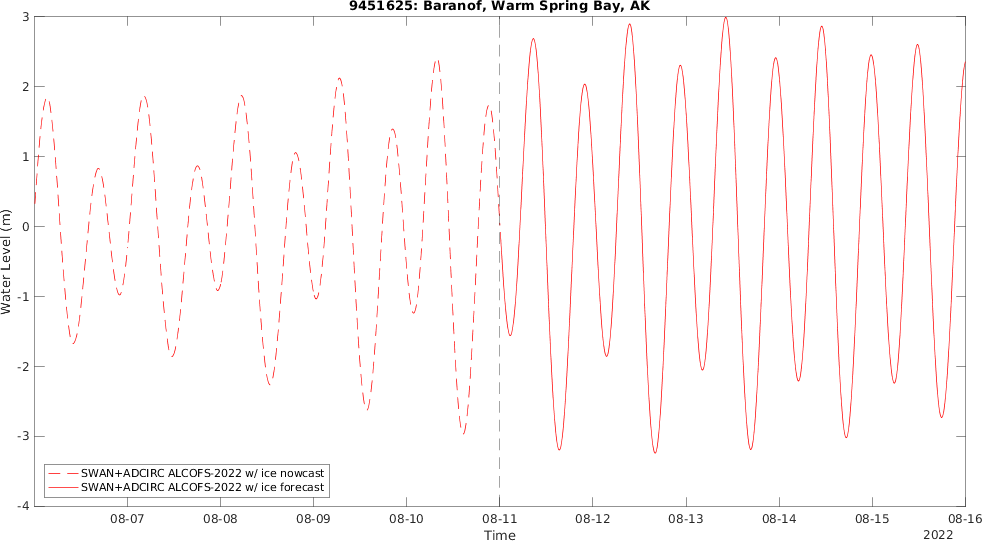 9451625: Baranof, Warm Spring Bay, AK
3
2
1
0
-1
-2
-3
-4
Water Level (m)
SWAN+ADCIRC ALCOFS-2022 w/ ice nowcast
SWAN+ADCIRC ALCOFS-2022 w/ ice forecast
08-07 08-08 08-09 08-10 08-11 08-12 08-13 08-14 08-15 08-16
Time
2022